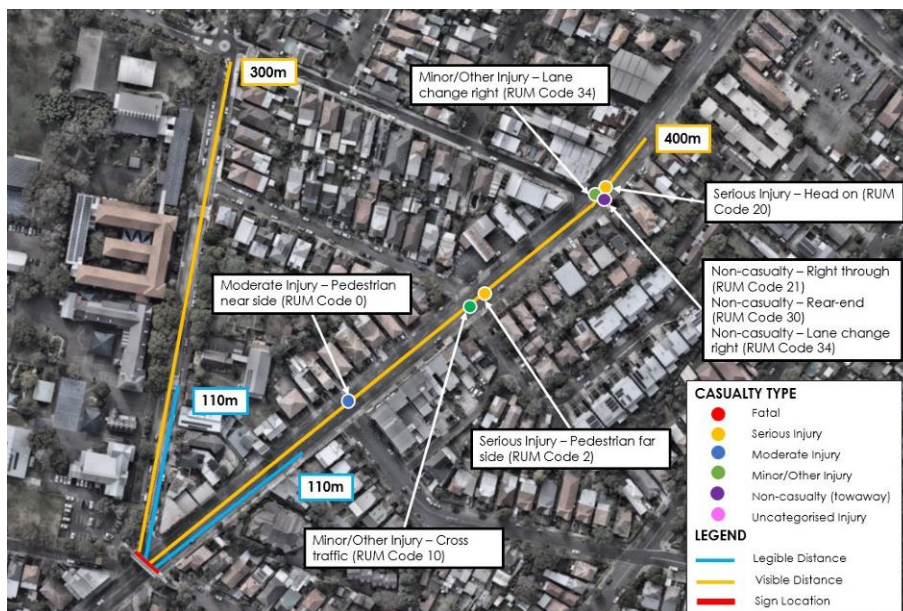 300m
Minor/Other Injury – Lane
change right (RUM Code 34)
400m
Serious Injury – Head on (RUM
Code 20)
Moderate Injury – Pedestrian
near side (RUM Code 0)
Non-casualty – Right through
(RUM Code 21)
Non-casualty – Rear-end
(RUM Code 30)
Non-casualty – Lane change
right (RUM Code 34)
110m
110m
Serious Injury – Pedestrian far
side (RUM Code 2)
Minor/Other Injury – Cross
traffic (RUM Code 10)
CASUALTY TYPE
Fatal
Serious Injury
Moderate Injury
Minor/Other Injury
Non-casualty (towaway)
Uncategorised Injury
LEGEND
Legible Distance
Visible Distance
Sign Location